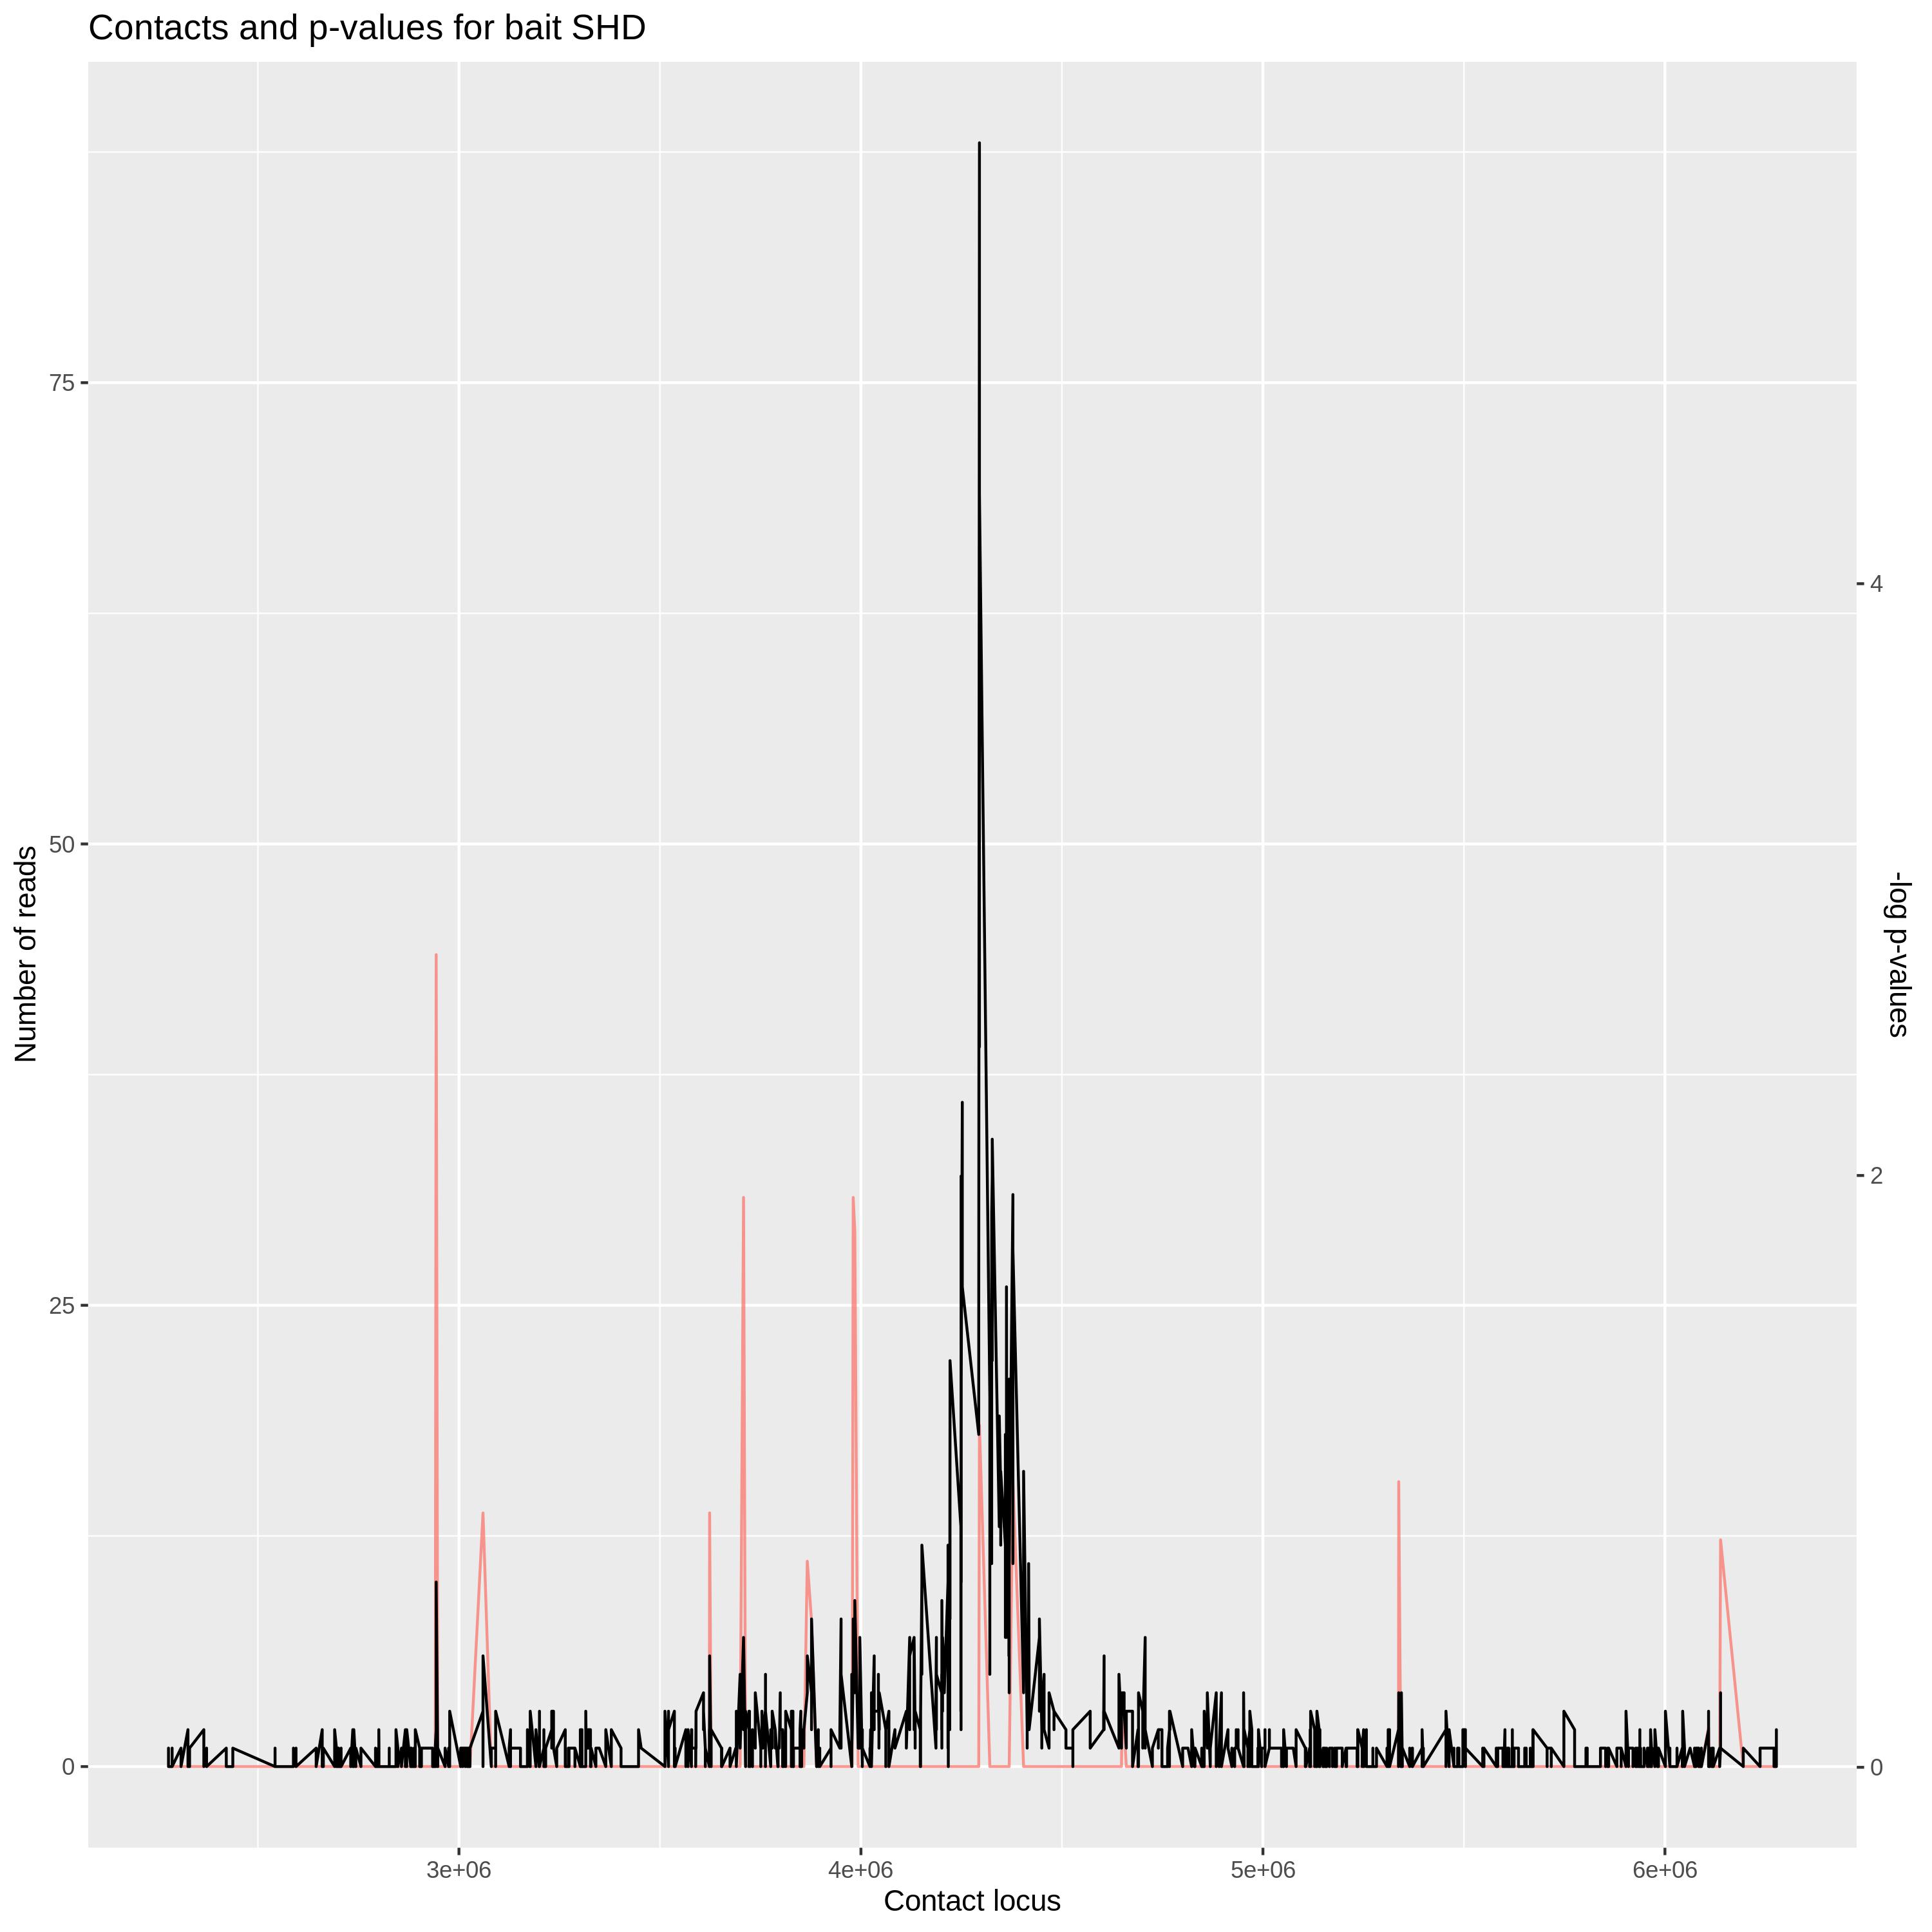 Contacts and p-values for bait SHD
75
50
25
0
Number of reads
4
2
0
-log p-values
3e+06
4e+06
5e+06
6e+06
Contact locus